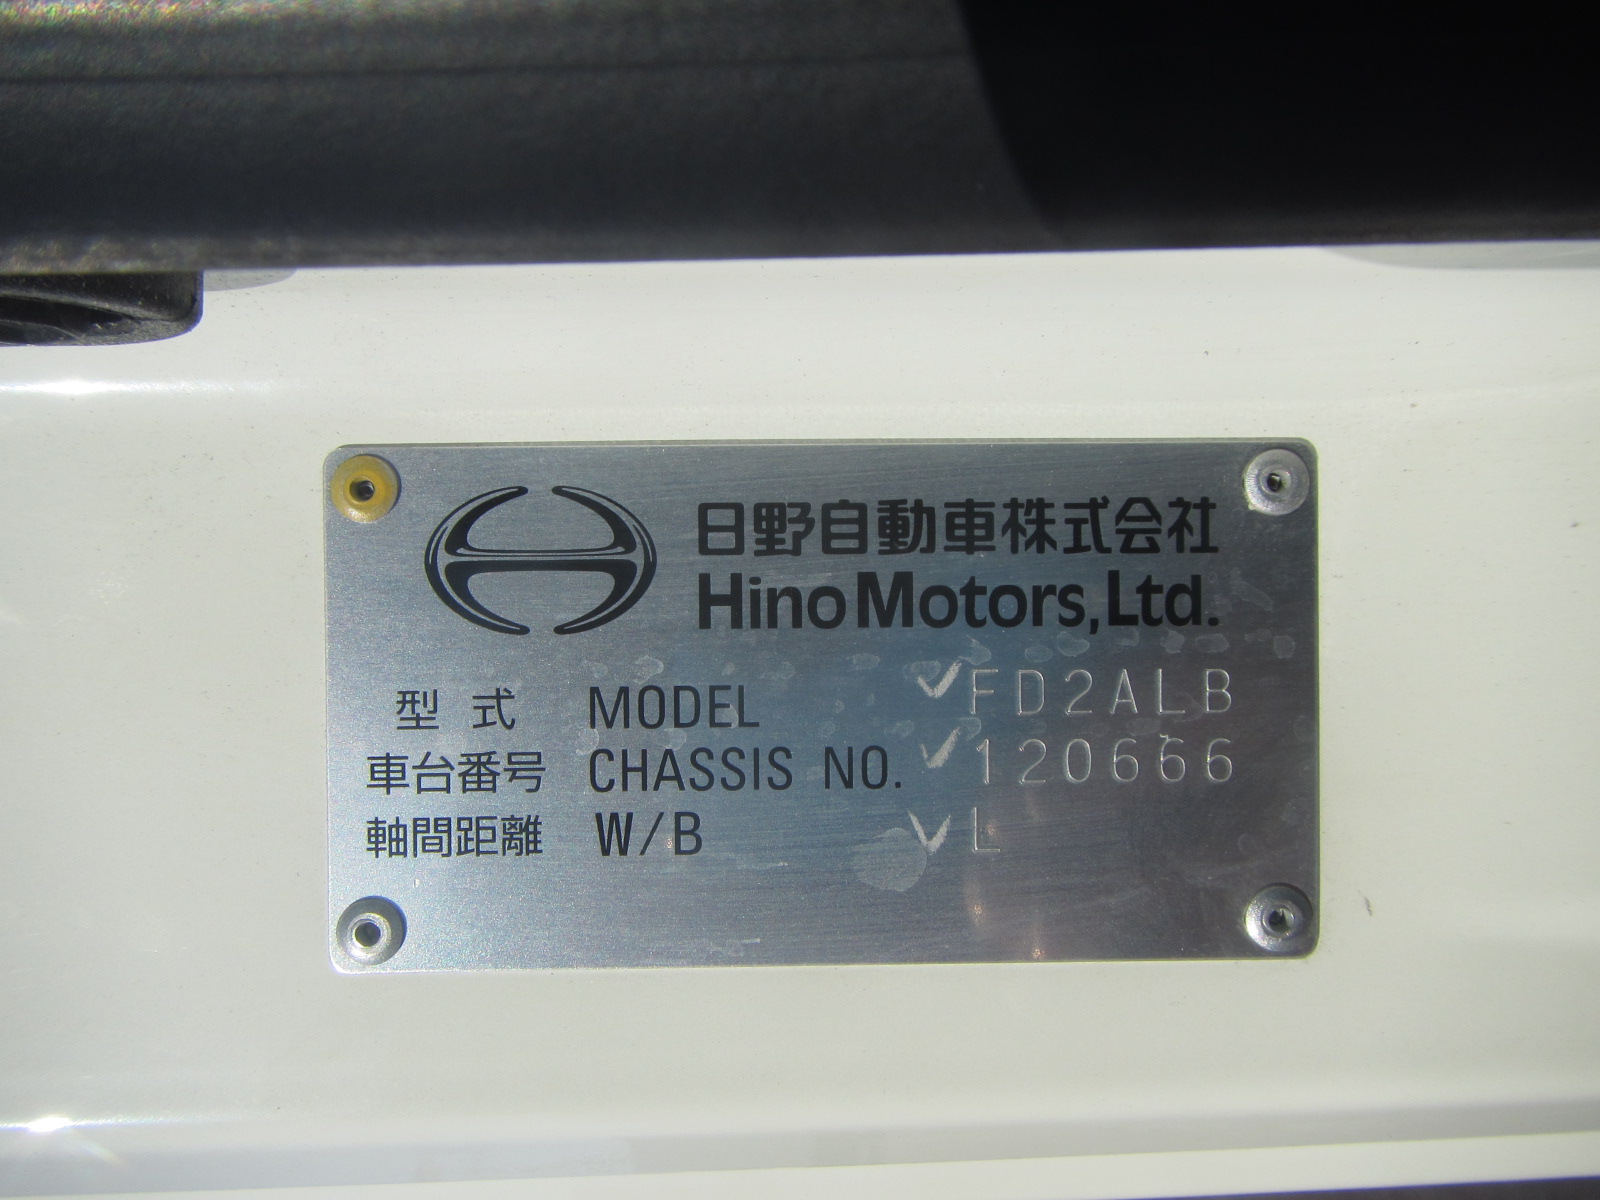 日野自動車株式会社
Hino Motors, Ltd.
型式 MODEL FD2ALB
車台番号 CHASSIS NO. 120666
軸間距離 W/B L